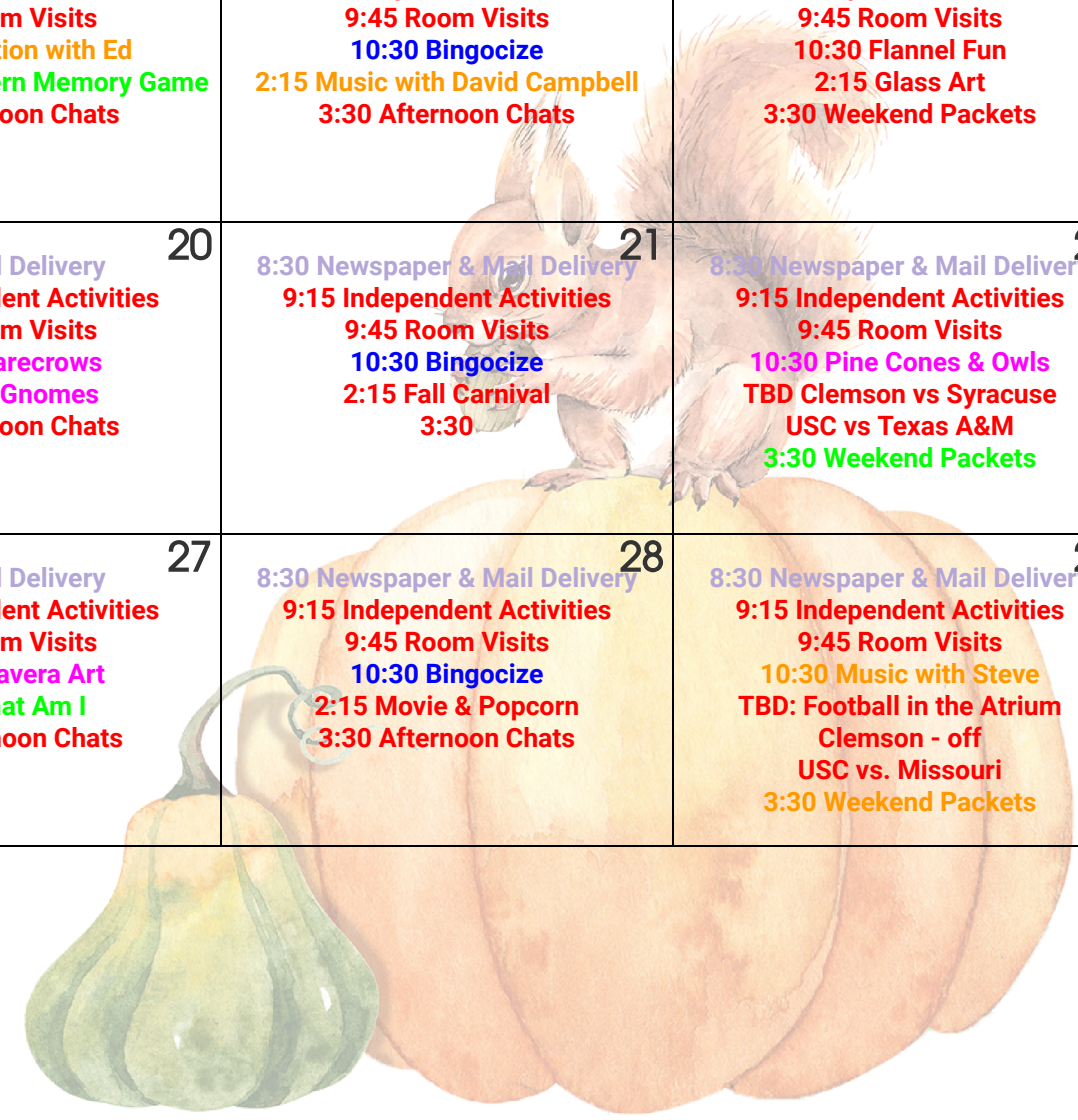 m Visits
tion with Ed
ern Memory Game
oon Chats
9:45 Room Visits
10:30 Bingocize
2:15 Music with David Campbell
3:30 Afternoon Chats
9:45 Room Visits
10:30 Flannel Fun
2:15 Glass Art
3:30 Weekend Packets
20
l Delivery
dent Activities
m Visits
arecrows
Gnomes
oon Chats
21
8:30 Newspaper & Mail Delivery
9:15 Independent Activities
9:45 Room Visits
10:30 Bingocize
2:15 Fall Carnival
3:30
8:30 Newspaper & Mail Deliver
9:15 Independent Activities
9:45 Room Visits
10:30 Pine Cones & Owls
TBD Clemson vs Syracuse
USC vs Texas A&M
3:30 Weekend Packets
27
l Delivery
dent Activities
m Visits
avera Art
at Am I
noon Chats
28
8:30 Newspaper & Mail Delivery
9:15 Independent Activities
9:45 Room Visits
10:30 Bingocize
2:15 Movie & Popcorn
3:30 Afternoon Chats
8:30 Newspaper & Mail Deliver
9:15 Independent Activities
9:45 Room Visits
10:30 Music with Steve
TBD: Football in the Atrium
Clemson - off
USC vs. Missouri
3:30 Weekend Packets